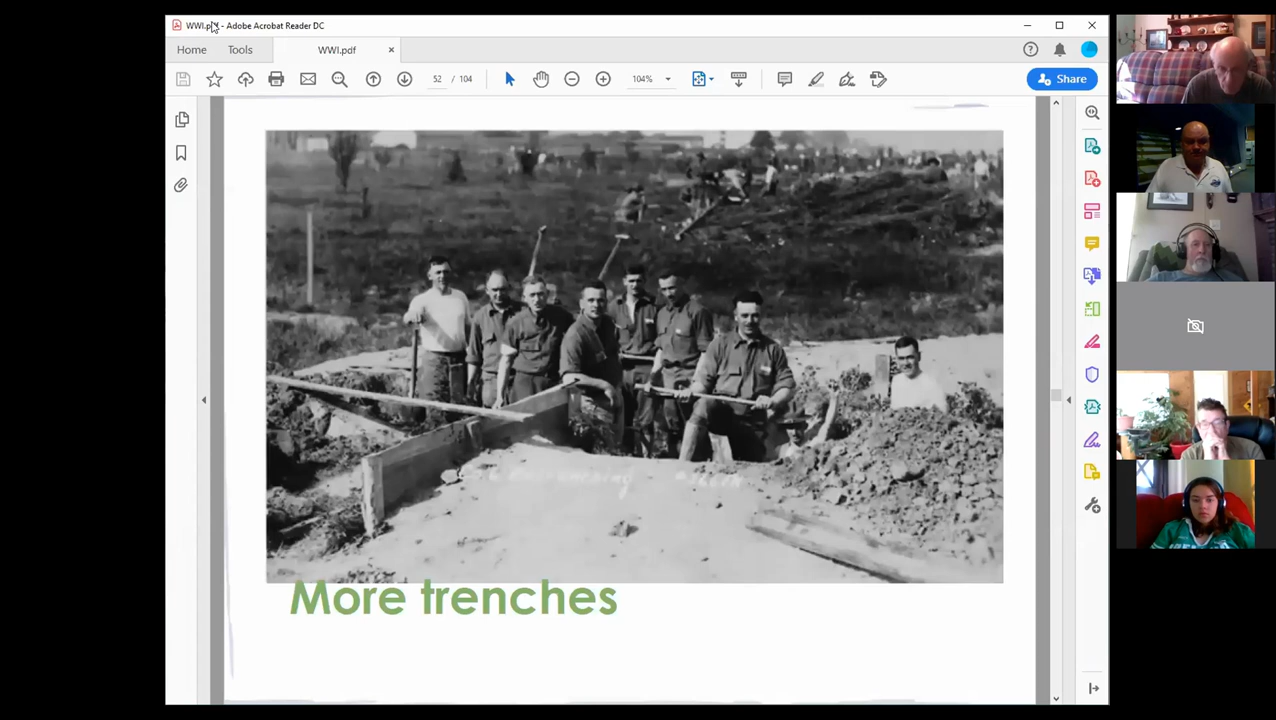 WWI.pdf - Adobe Acrobat Reader DC
Home
Tools
WWI.pdf
52 / 104
104%
Share
More trenches